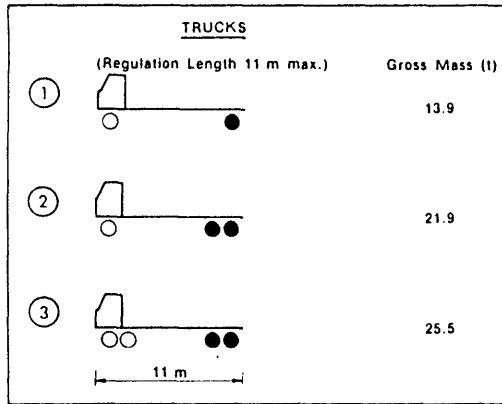 TRUCKS
(Regulation Length 11 m max.) Gross Mass (t)
1 13.9
2 21.9
3 25.5
11 m